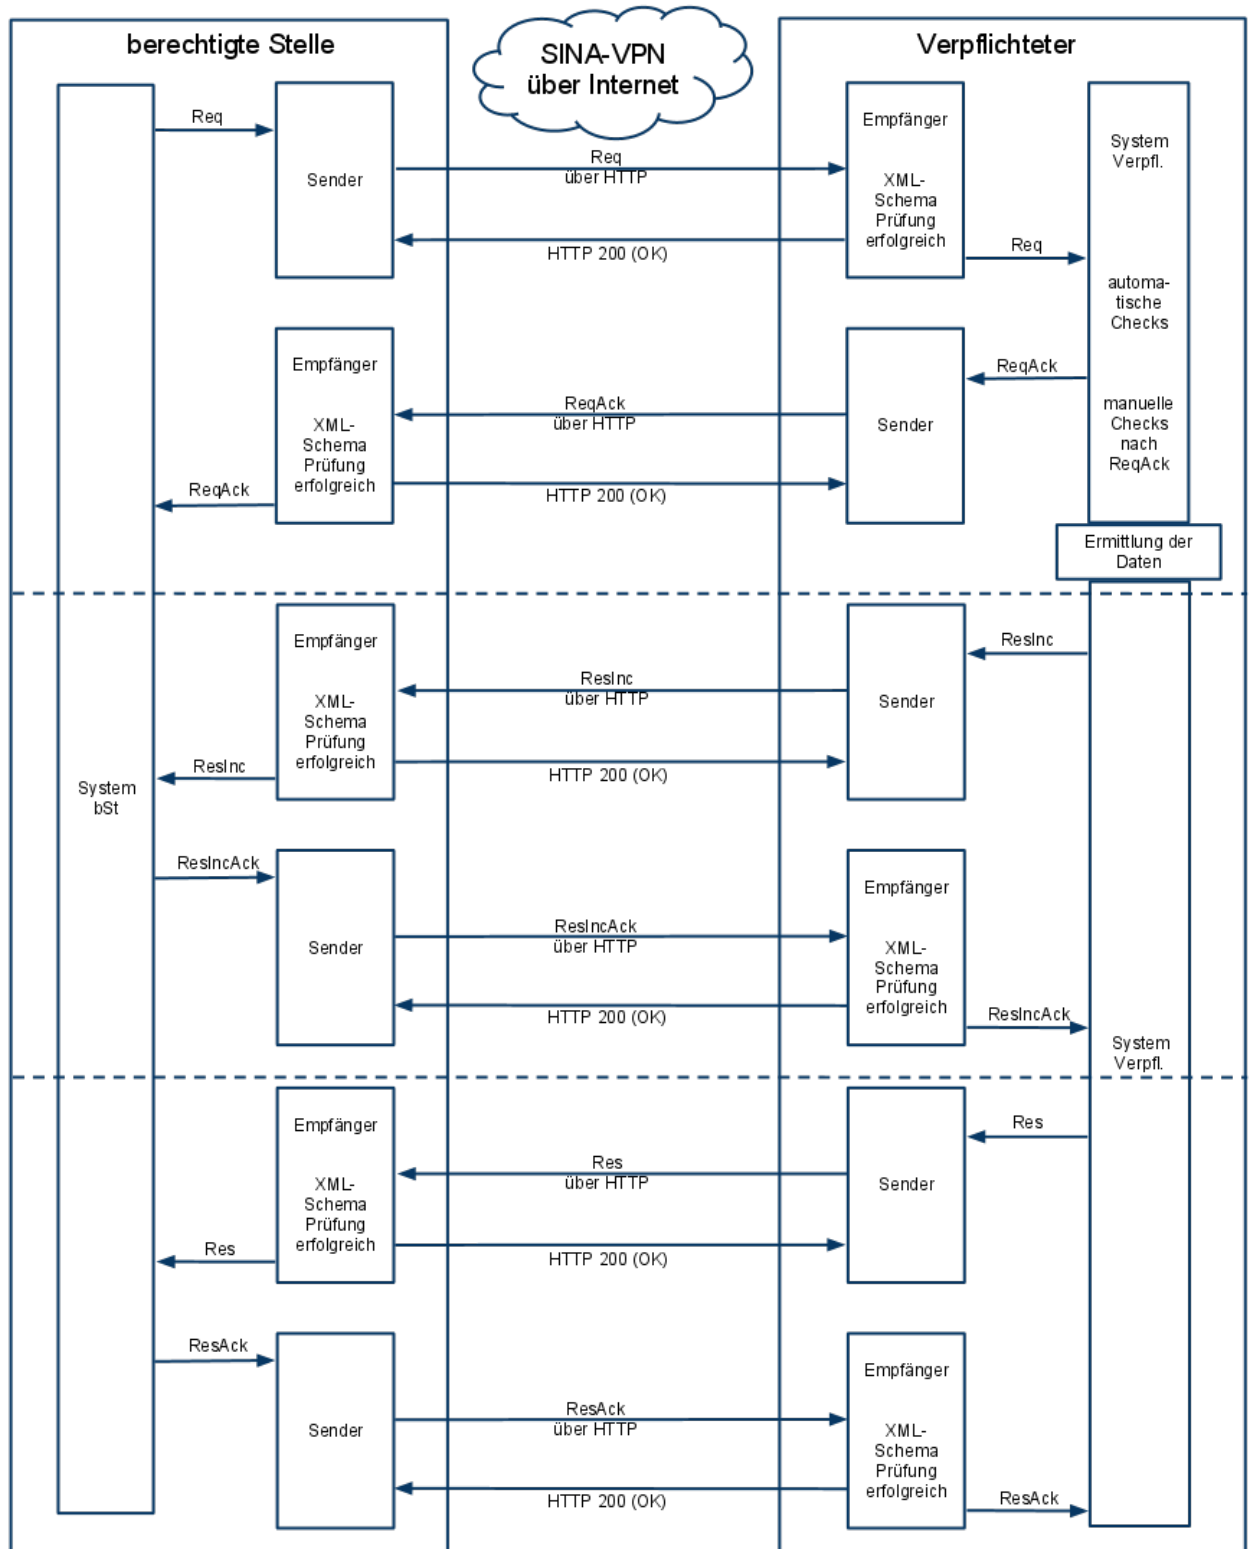 berechtigte Stelle
SINA-VPN
über Internet
Verpflichteter
Req
Sender
Req
über HTTP
HTTP 200 (OK)
Empfänger
XML-
Schema
Prüfung
erfolgreich
Req
System
Verpfl.
automa-
tische
Checks
manuelle
Checks
nach
ReqAck
Empfänger
XML-
Schema
Prüfung
erfolgreich
ReqAck
ReqAck
über HTTP
HTTP 200 (OK)
Sender
ReqAck
Ermittlung der
Daten
Empfänger
XML-
Schema
Prüfung
erfolgreich
ResInc
ResInc
über HTTP
HTTP 200 (OK)
Sender
ResInc
System
bSt
ResIncAck
Sender
ResIncAck
über HTTP
HTTP 200 (OK)
Empfänger
XML-
Schema
Prüfung
erfolgreich
ResIncAck
System
Verpfl.
Empfänger
XML-
Schema
Prüfung
erfolgreich
Res
Res
über HTTP
HTTP 200 (OK)
Sender
Res
ResAck
Sender
ResAck
über HTTP
HTTP 200 (OK)
Empfänger
XML-
Schema
Prüfung
erfolgreich
ResAck